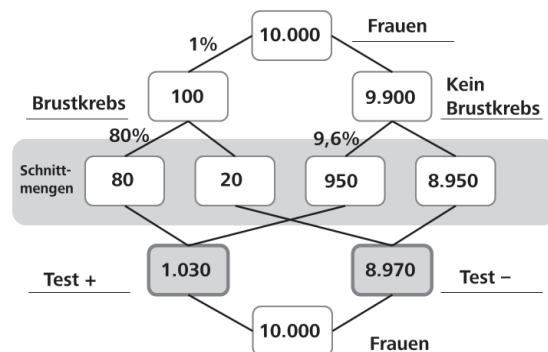 10.000
Frauen
1%
100
9.900
Brustkrebs
Kein
Brustkrebs
80%
9,6%
Schnitt-
mengen
80
20
950
8.950
Test +
1.030
8.970
Test –
10.000
Frauen